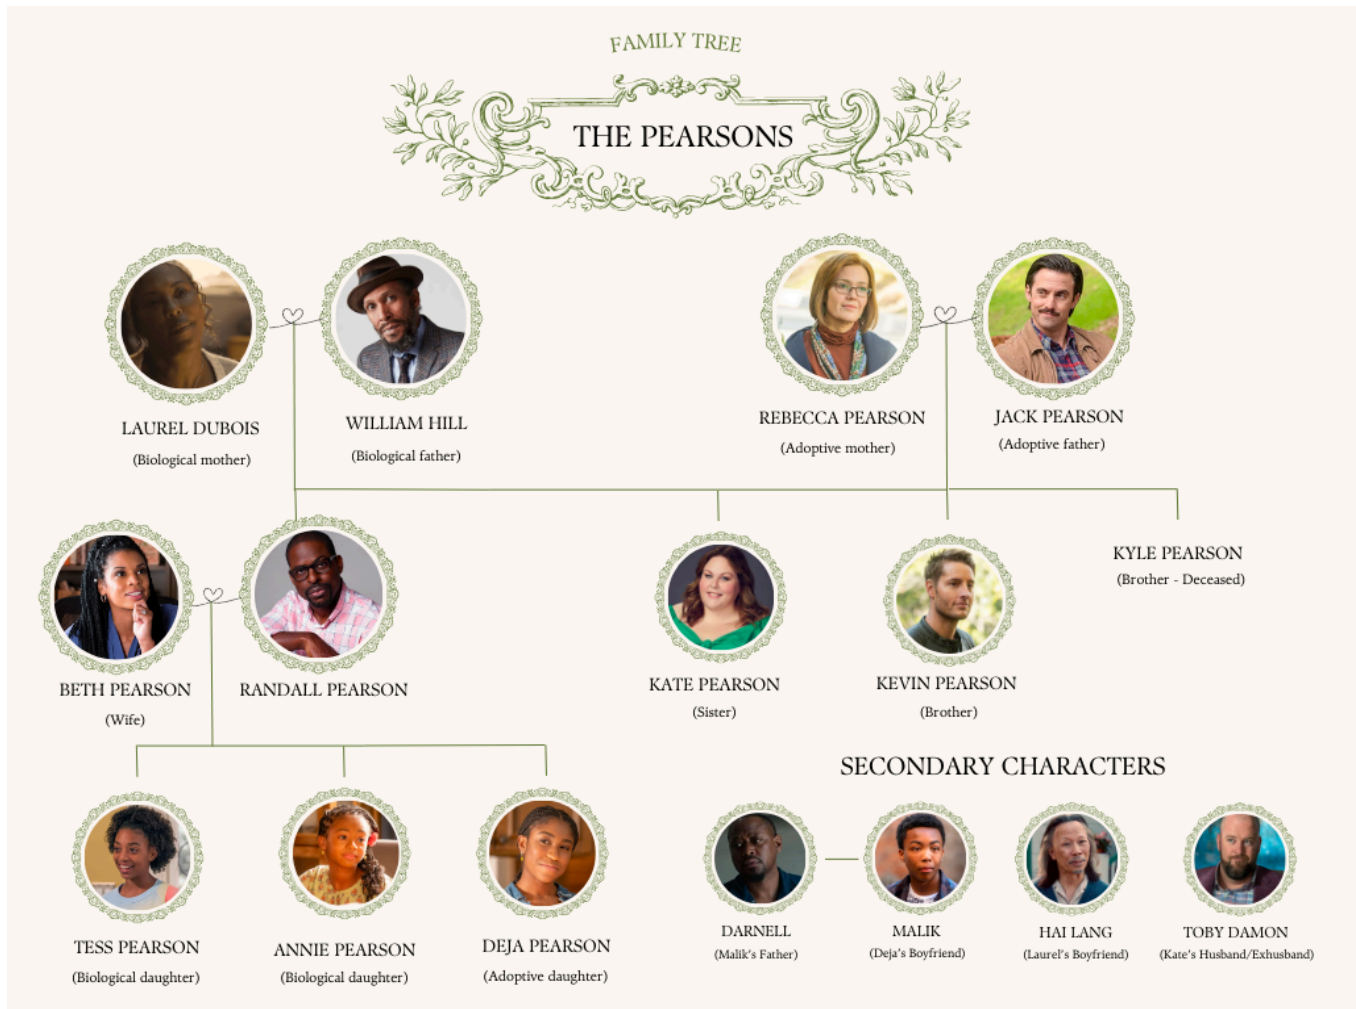 FAMILY TREE
THE PEARSONS
LAUREL DUBOIS
(Biological mother)
WILLIAM HILL
(Biological father)
REBECCA PEARSON
(Adoptive mother)
JACK PEARSON
(Adoptive father)
BETH PEARSON
(Wife)
RANDALL PEARSON
KATE PEARSON
(Sister)
KEVIN PEARSON
(Brother)
KYLE PEARSON
(Brother - Deceased)
TESS PEARSON
(Biological daughter)
ANNIE PEARSON
(Biological daughter)
DEJA PEARSON
(Adoptive daughter)
SECONDARY CHARACTERS
DARNELL
(Malik's Father)
MALIK
(Deja's Boyfriend)
HAI LANG
(Laurel's Boyfriend)
TOBY DAMON
(Kate's Husband/Exhusband)